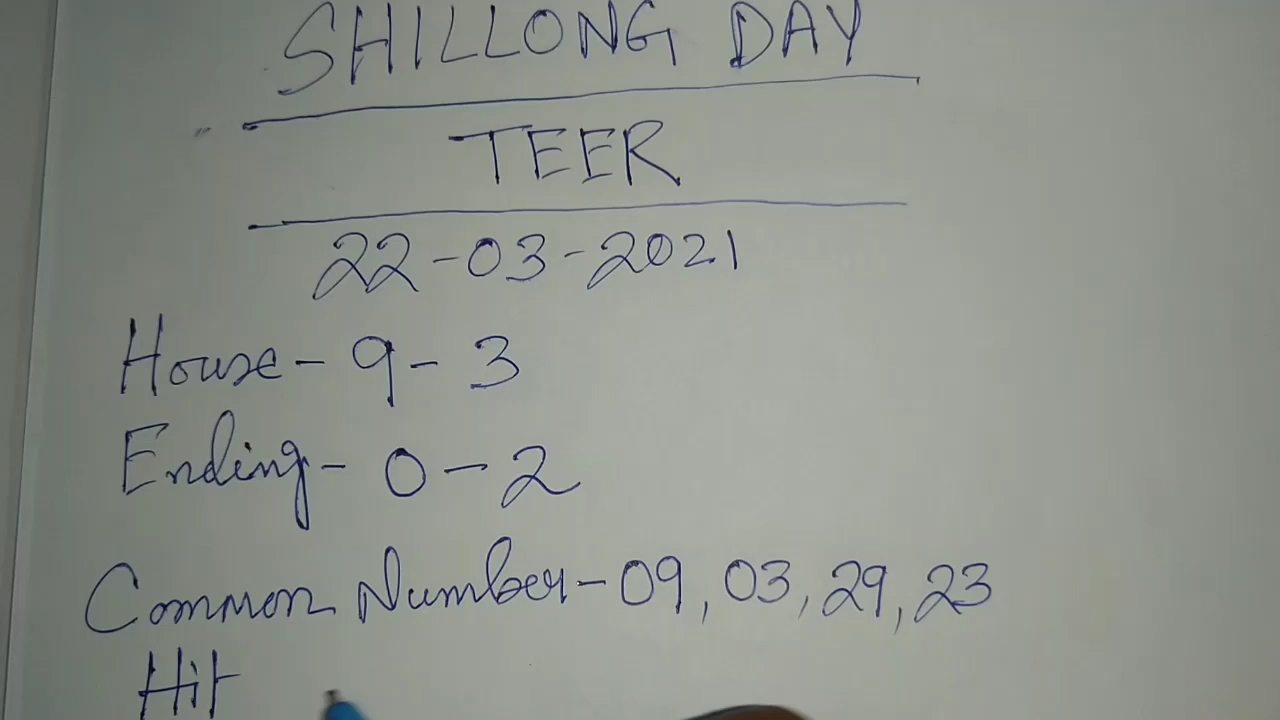 SHILLONG DAY
TEER
22-03-2021
House- 9- 3
Ending- 0-2
Common Number-09, 03, 29, 23
Hit